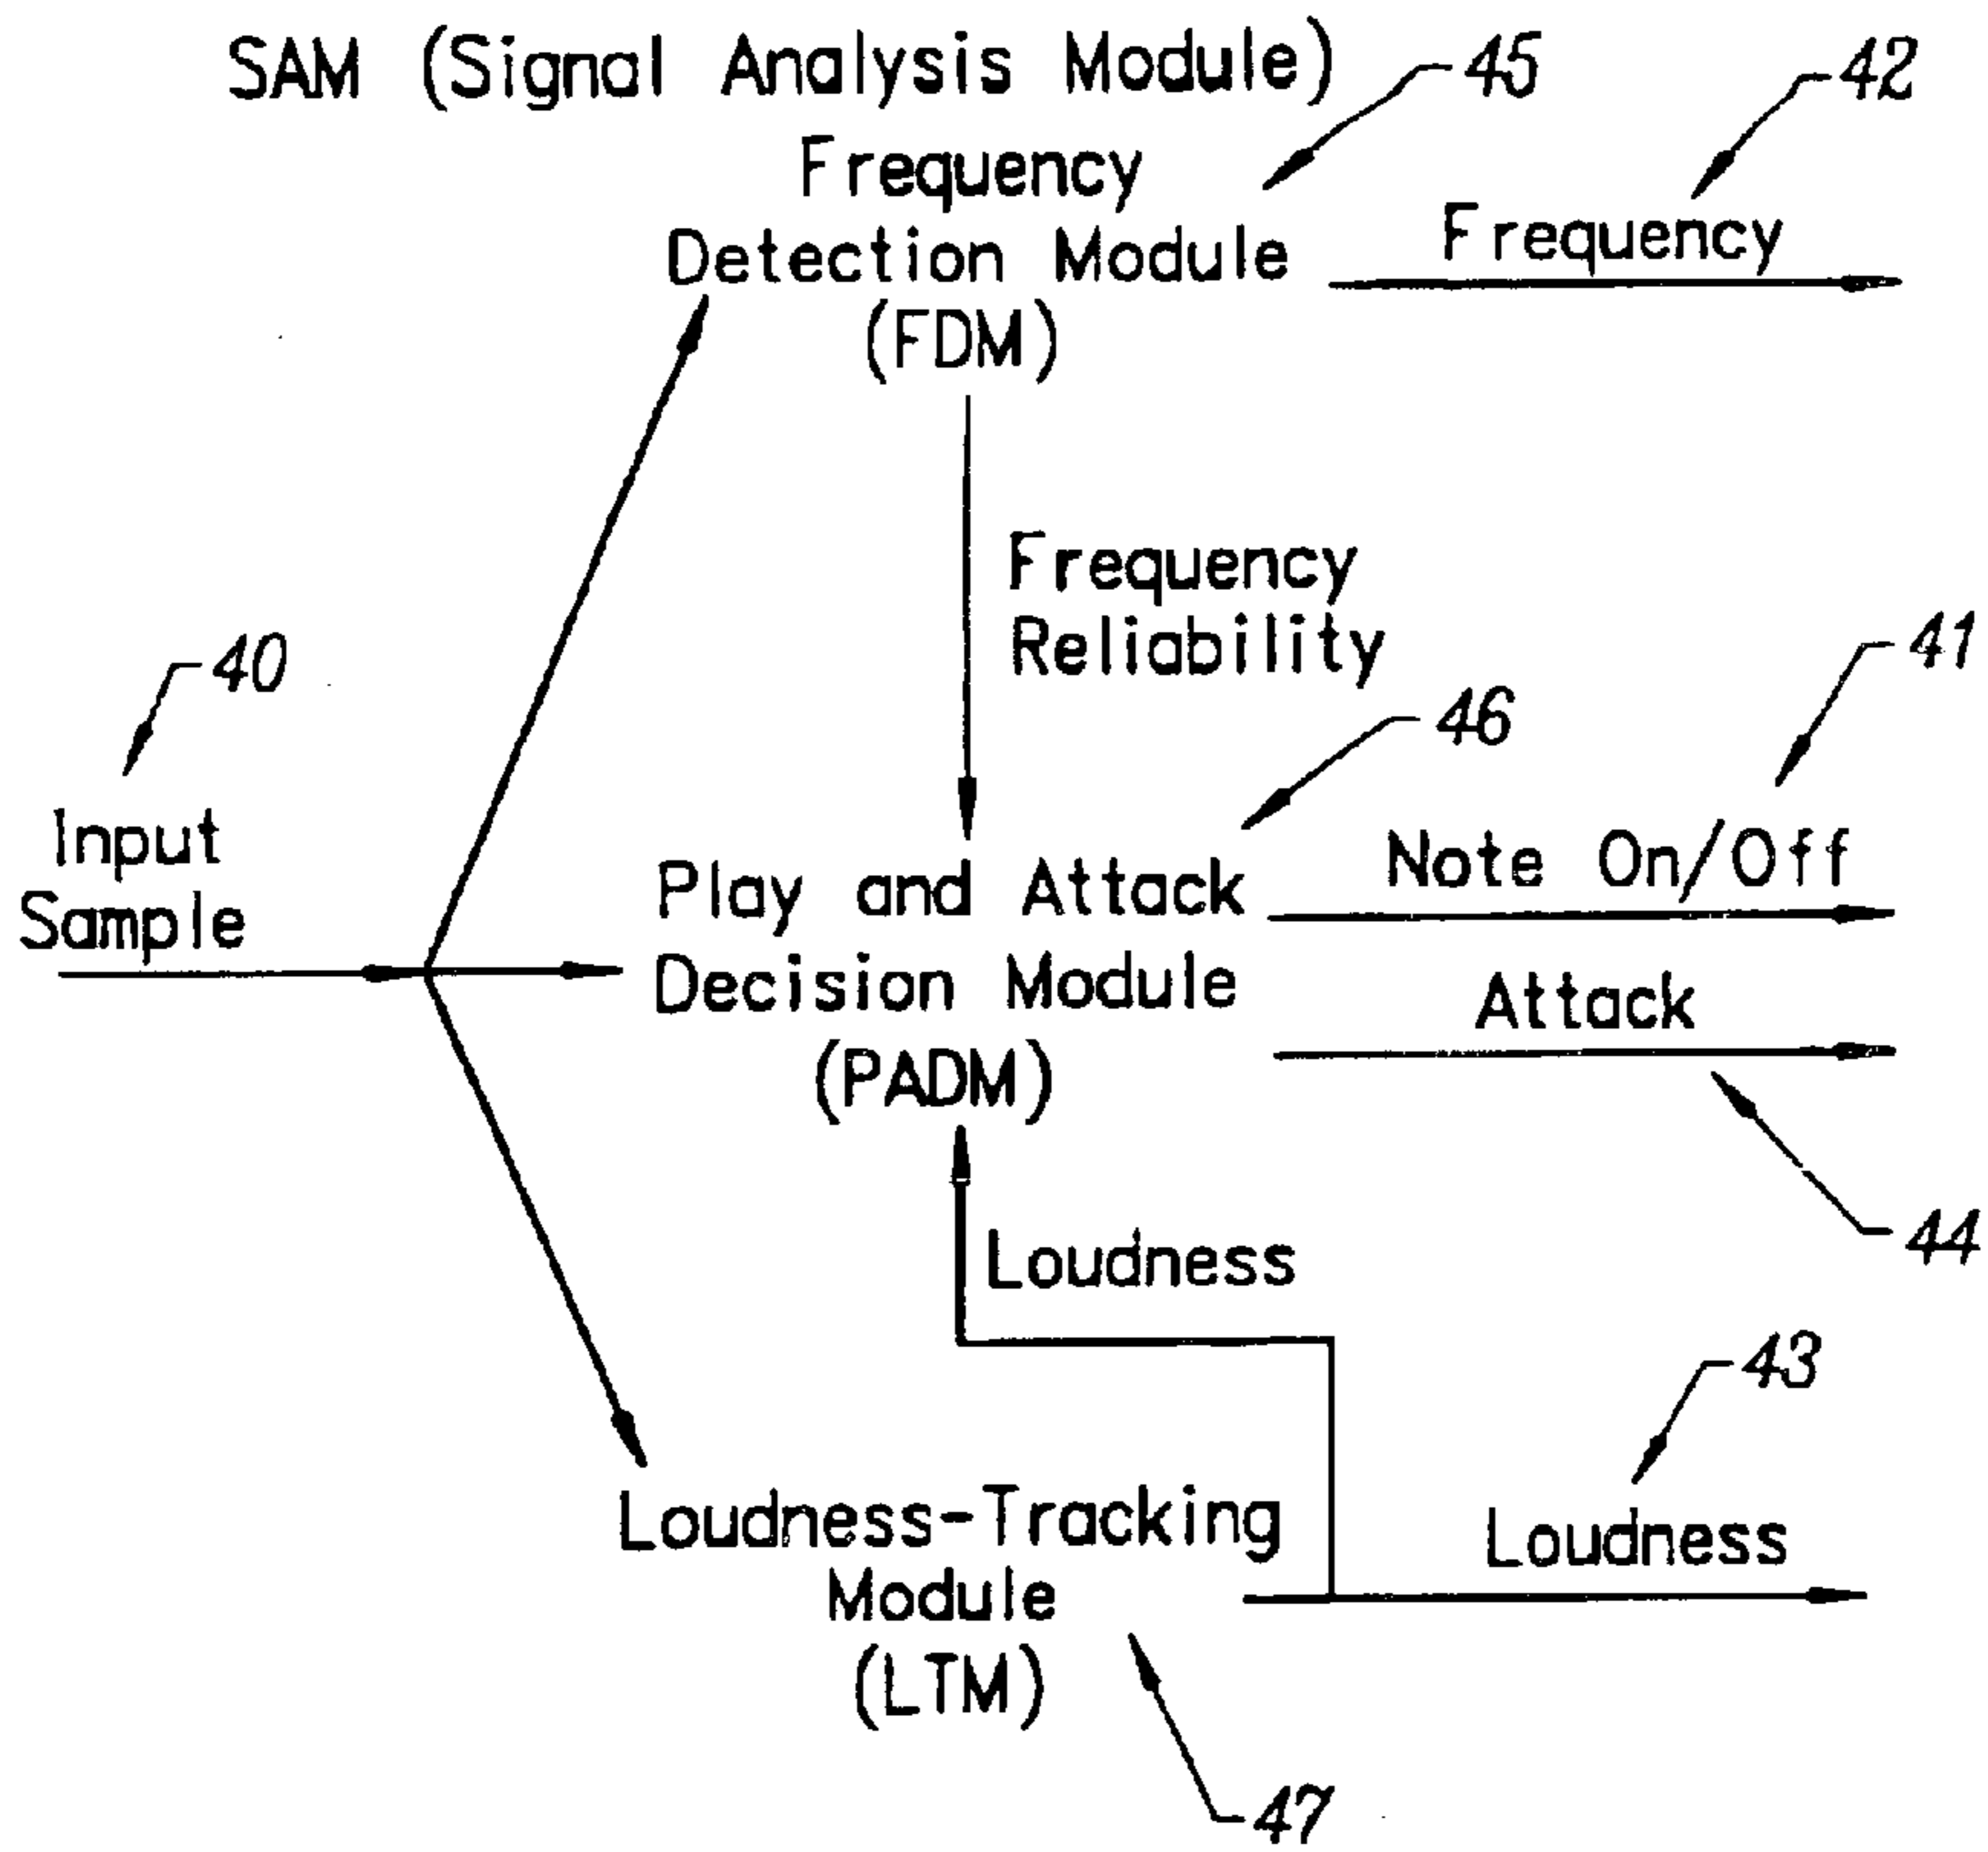 SAM (Signal Analysis Module)
45
42
Frequency
Detection Module
(FDM)
Frequency
Frequency
Reliability
40
Input
Sample
46
41
Play and Attack
Decision Module
(PADM)
Note On/Off
Attack
44
Loudness
43
Loudness-Tracking
Module
(LTM)
Loudness
47